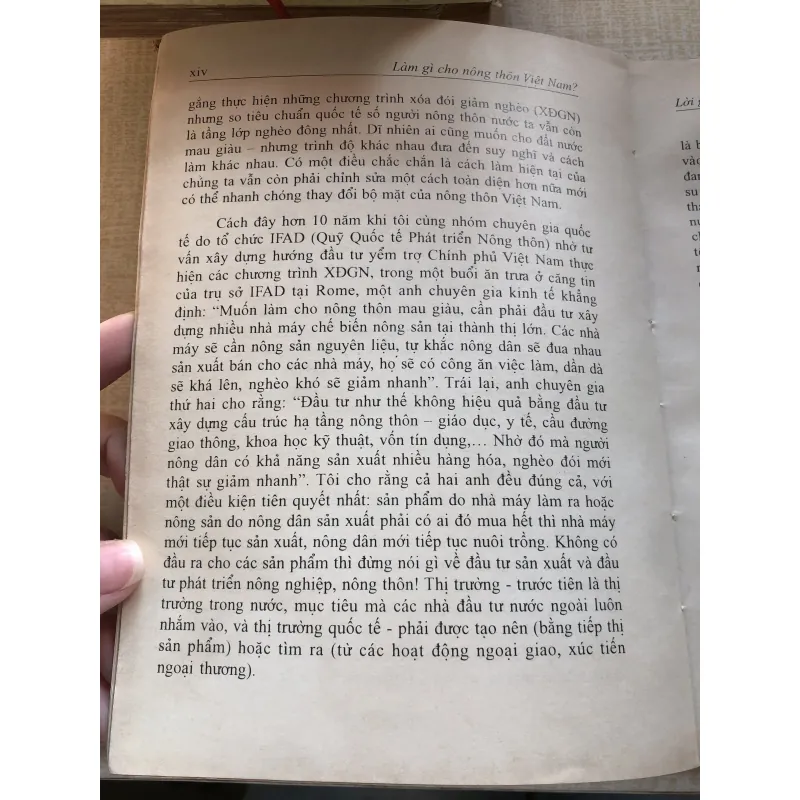 xiv
Làm gì cho nông thôn Việt Nam?
gắng thực hiện những chương trình xóa đói giảm nghèo (XĐGN)
nhưng so tiêu chuẩn quốc tế số người nông thôn nước ta vẫn còn
là tầng lớp nghèo đông nhất. Dĩ nhiên ai cũng muốn cho đất nước
mau giàu – nhưng trình độ khác nhau đưa đến suy nghĩ và cách
làm khác nhau. Có một điều chắc chắn là cách làm hiện tại của
chúng ta vẫn còn phải chỉnh sửa một cách toàn diện hơn nữa mới
có thể nhanh chóng thay đổi bộ mặt của nông thôn Việt Nam.
Cách đây hơn 10 năm khi tôi cùng nhóm chuyên gia quốc
tế do tổ chức IFAD (Quỹ Quốc tế Phát triển Nông thôn) nhờ tư
vấn xây dựng hướng đầu tư yểm trợ Chính phủ Việt Nam thực
hiện các chương trình XĐGN, trong một buổi ăn trưa ở căng tin
của trụ sở IFAD tại Rome, một anh chuyên gia kinh tế khẳng
định: “Muốn làm cho nông thôn mau giàu, cần phải đầu tư xây
dựng nhiều nhà máy chế biến nông sản tại thành thị lớn. Các nhà
máy sẽ cần nông sản nguyên liệu, tự khắc nông dân sẽ đua nhau
sản xuất bán cho các nhà máy, họ sẽ có công ăn việc làm, dần dà
sẽ khá lên, nghèo khó sẽ giảm nhanh”. Trái lại, anh chuyên gia
thứ hai cho rằng: “Đầu tư như thế không hiệu quả bằng đầu tư
xây dựng cấu trúc hạ tầng nông thôn – giáo dục, y tế, cầu đường
giao thông, khoa học kỹ thuật, vốn tín dụng,... Nhờ đó mà người
nông dân có khả năng sản xuất nhiều hàng hóa, nghèo đói mới
thật sự giảm nhanh”. Tôi cho rằng cả hai anh đều đúng cả, với
một điều kiện tiên quyết nhất: sản phẩm do nhà máy làm ra hoặc
nông sản do nông dân sản xuất phải có ai đó mua hết thì nhà máy
mới tiếp tục sản xuất, nông dân mới tiếp tục nuôi trồng. Không có
đầu ra cho các sản phẩm thì đừng nói gì về đầu tư sản xuất và đầu
tư phát triển nông nghiệp, nông thôn! Thị trường - trước tiên là thị
trường trong nước, mục tiêu mà các nhà đầu tư nước ngoài luôn
nhắm vào, và thị trường quốc tế - phải được tạo nên (bằng tiếp thị
sản phẩm) hoặc tìm ra (từ các hoạt động ngoại giao, xúc tiến
ngoại thương).
Lời
là
vào
đan
su
nu